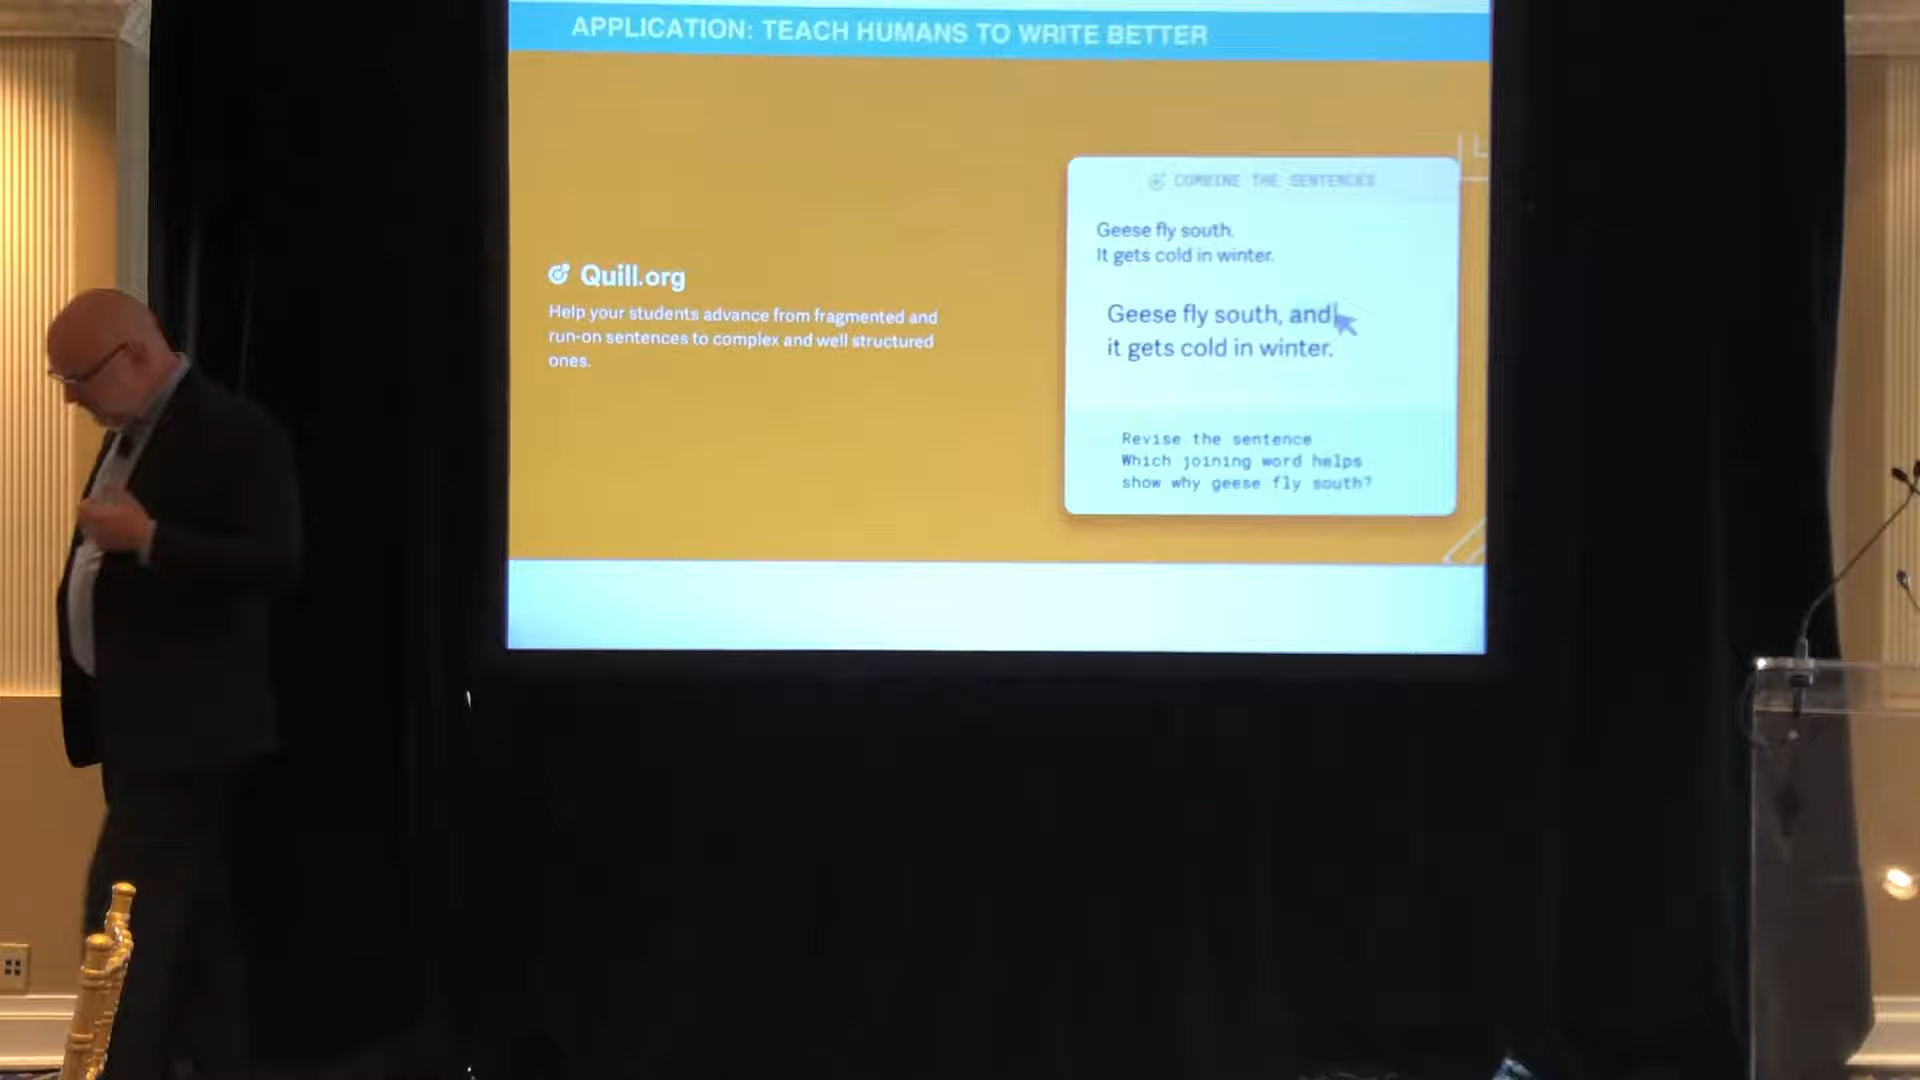 APPLICATION: TEACH HUMANS TO WRITE BETTER
Quill.org
Help your students advance from fragmented and
run-on sentences to complex and well structured
ones.
COMBINE THE SENTENCES
Geese fly south.
It gets cold in winter.
Geese fly south, and
it gets cold in winter.
Revise the sentence
Which joining word helps
show why geese fly south?